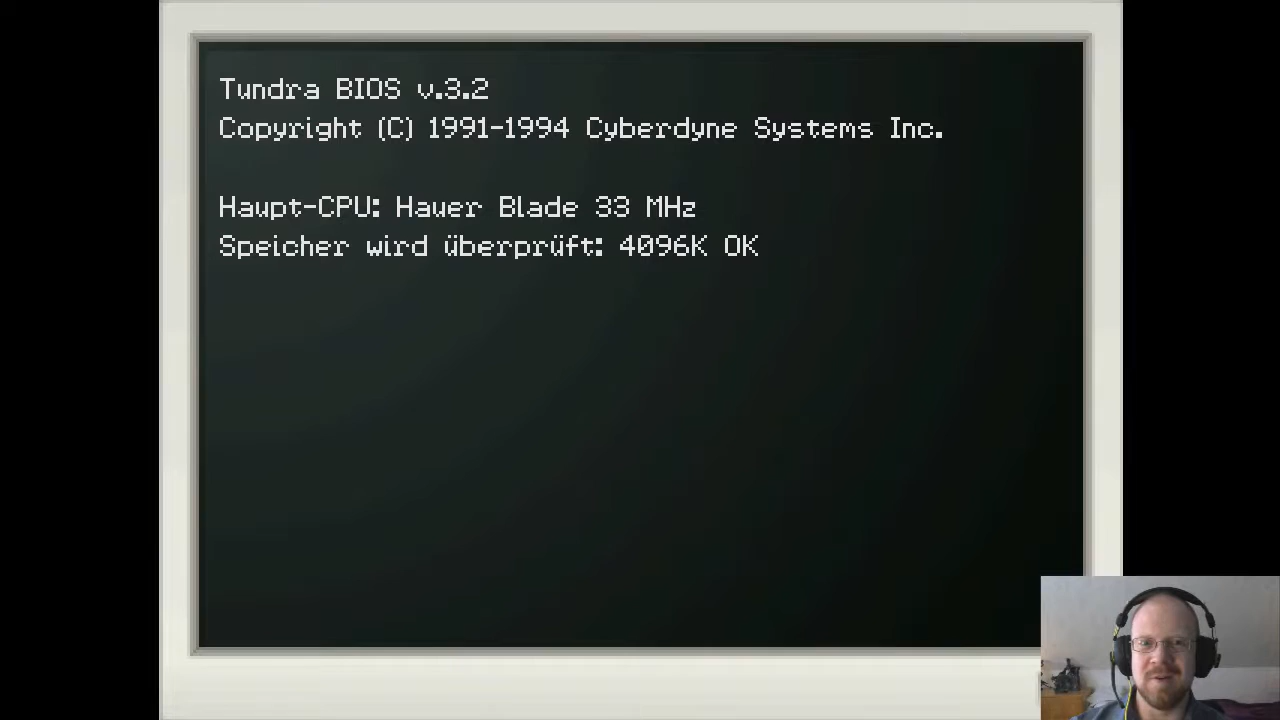 Tundra BIOS v.3.2
Copyright (C) 1991-1994 Cyberdyne Systems Inc.
Haupt-CPU: Hauer Blade 33 MHz
Speicher wird überprüft: 4096K OK